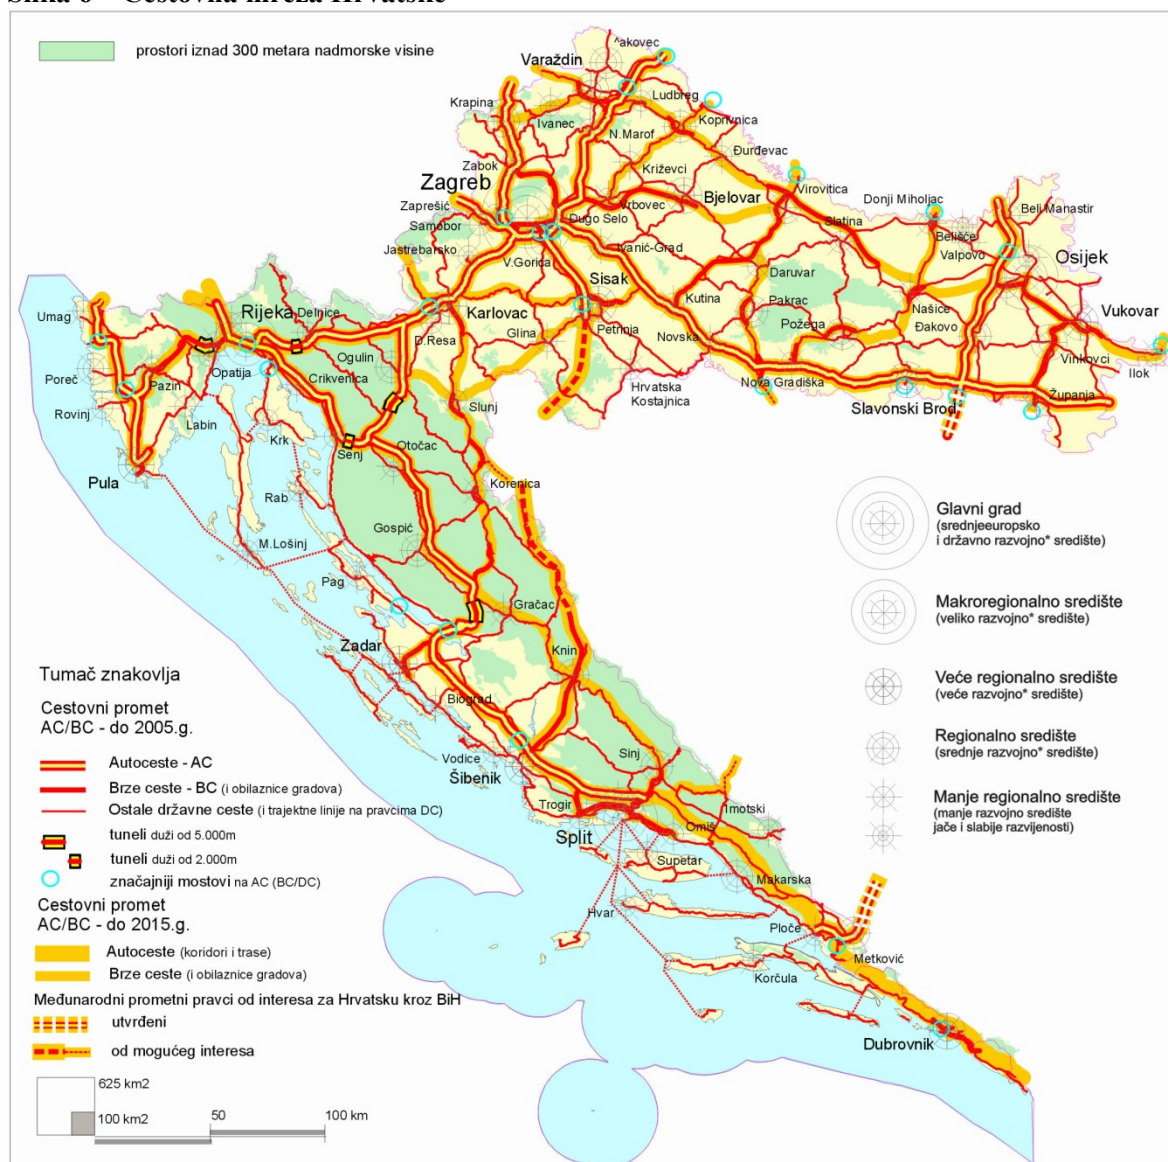 Slika 6 – Cestovna mreža Hrvatske
prostori iznad 300 metara nadmorske visine
^akovec
Varaždin
Ludbreg
Krapina
Ivanec
Koprivnica
N.Marof
Đurđevac
Zabok
Križevci
Zagreb
Virovitica
Bjelovar
Vrbovec
Donji Miholjac
Zaprešić
Dugo Selo
Slatina
Beli Manastir
Samobor
Belišće
Jastrebarsko
Ivanić-Grad
Valpovo
Osijek
V.Gorica
Sisak
Daruvar
Kutina
Pakrac
Našice
Vukovar
Umag
Rijeka
Delnice
Karlovac
Požega
Đakovo
Glina
Petrinja
D.Resa
Novska
Vinkovci
Ogulin
Ilok
Opatija
Poreč
Pazin
Crikvenica
Hrvatska
Kostajnica
Nova Gradiška
Županja
Rovinj
Slunj
Slavonski Brod
Labin
Krk
Otočac
Senj
Pula
Korenica
Rab
Gospić
M.Lošinj
Pag
Gračac
Zadar
Knin
Biograd
Vodice
Šibenik
Sinj
Trogir
Imotski
Split
Omiš
Supetar
Makarska
Hvar
Ploče
Metković
Korčula
Dubrovnik
Glavni grad
(srednjeeuropsko
i državno razvojno* središte)
Makroregionalno središte
(veliko razvojno* središte)
Veće regionalno središte
(veće razvojno* središte)
Regionalno središte
(srednje razvojno* središte)
Manje regionalno središte
(manje razvojno središte
jače i slabije razvijenosti)
Tumač znakovlja
Cestovni promet
AC/BC - do 2005.g.
Autoceste - AC
Brze ceste - BC (i obilaznice gradova)
Ostale državne ceste (i trajektne linije na pravcima DC)
tuneli duži od 5.000m
tuneli duži od 2.000m
značajniji mostovi na AC (BC/DC)
Cestovni promet
AC/BC - do 2015.g.
Autoceste (koridori i trase)
Brze ceste (i obilaznice gradova)
Međunarodni prometni pravci od interesa za Hrvatsku kroz BiH
utvrđeni
od mogućeg interesa
625 km2
100 km2
50
100 km